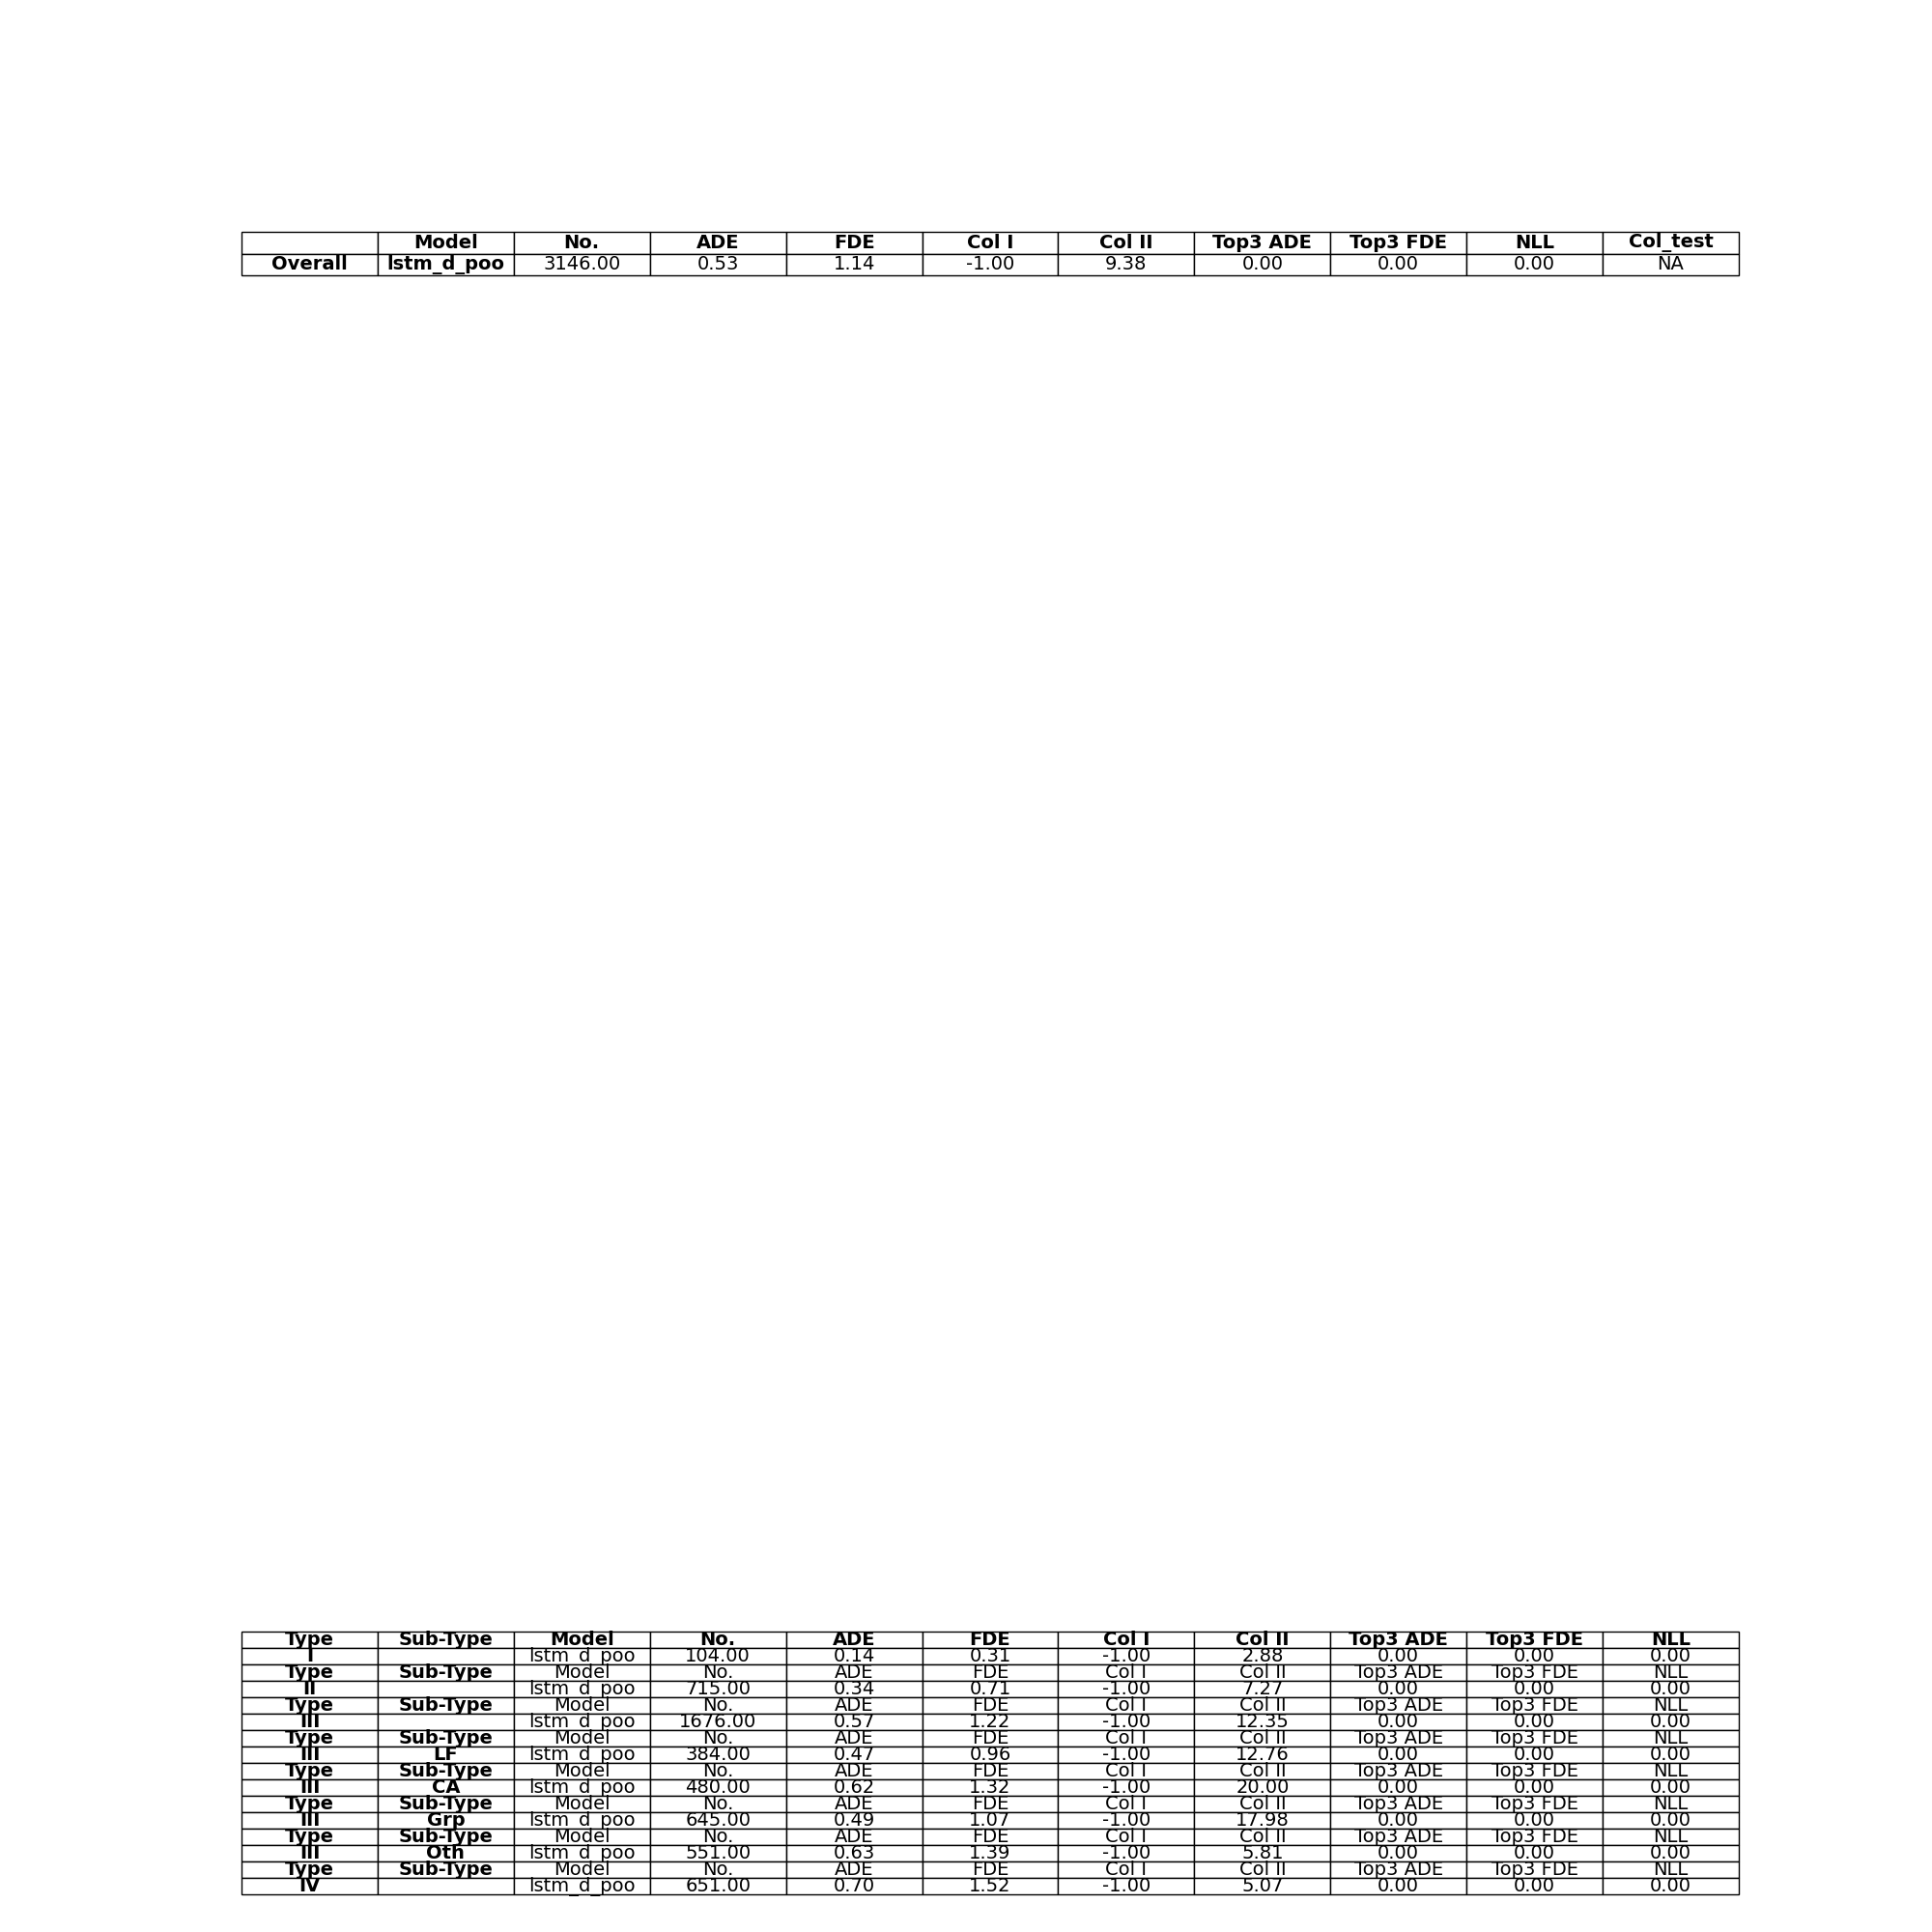 Model No. ADE FDE Col I Col II Top3 ADE Top3 FDE NLL Col_test
Overall lstm_d_poo 3146.00 0.53 1.14 -1.00 9.38 0.00 0.00 0.00 NA
Type Sub-Type Model No. ADE FDE Col I Col II Top3 ADE Top3 FDE NLL
I lstm_d_poo 104.00 0.14 0.31 -1.00 2.88 0.00 0.00 0.00
Type Sub-Type Model No. ADE FDE Col I Col II Top3 ADE Top3 FDE NLL
II lstm_d_poo 715.00 0.34 0.71 -1.00 7.27 0.00 0.00 0.00
Type Sub-Type Model No. ADE FDE Col I Col II Top3 ADE Top3 FDE NLL
III lstm_d_poo 1676.00 0.57 1.22 -1.00 12.35 0.00 0.00 0.00
Type Sub-Type Model No. ADE FDE Col I Col II Top3 ADE Top3 FDE NLL
III LF lstm_d_poo 384.00 0.47 0.96 -1.00 12.76 0.00 0.00 0.00
Type Sub-Type Model No. ADE FDE Col I Col II Top3 ADE Top3 FDE NLL
III CA lstm_d_poo 480.00 0.62 1.32 -1.00 20.00 0.00 0.00 0.00
Type Sub-Type Model No. ADE FDE Col I Col II Top3 ADE Top3 FDE NLL
III Grp lstm_d_poo 645.00 0.49 1.07 -1.00 17.98 0.00 0.00 0.00
Type Sub-Type Model No. ADE FDE Col I Col II Top3 ADE Top3 FDE NLL
III Oth lstm_d_poo 551.00 0.63 1.39 -1.00 5.81 0.00 0.00 0.00
Type Sub-Type Model No. ADE FDE Col I Col II Top3 ADE Top3 FDE NLL
IV lstm_d_poo 651.00 0.70 1.52 -1.00 5.07 0.00 0.00 0.00